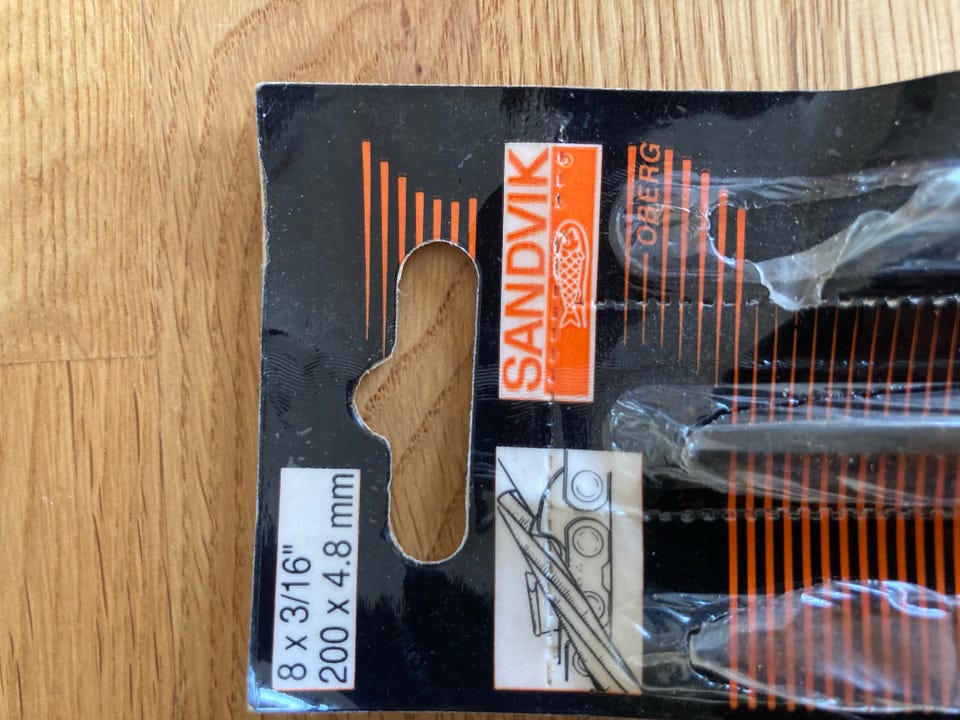 8 x 3/16"
200 x 4.8 mm
SANDVIK
OBERG